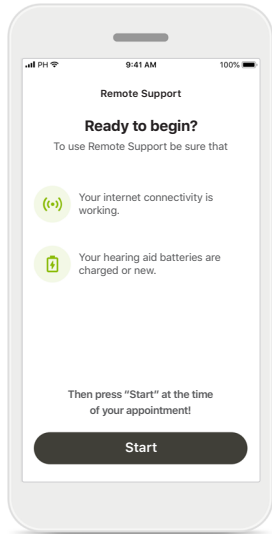 PH 9:41 AM 100%
Remote Support
Ready to begin?
To use Remote Support be sure that
Your internet connectivity is
working.
Your hearing aid batteries are
charged or new.
Then press "Start" at the time
of your appointment!
Start